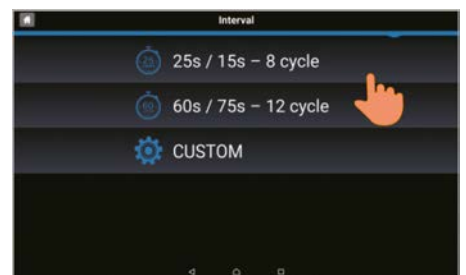 Interval
25s / 15s – 8 cycle
60s / 75s – 12 cycle
CUSTOM